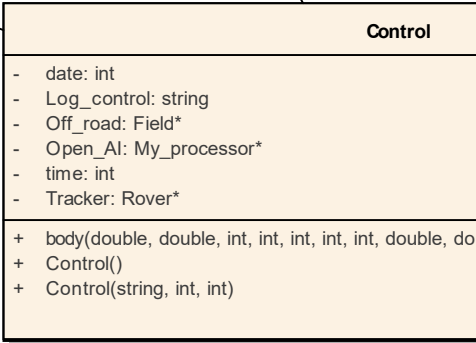 Control
- date: int
- Log_control: string
- Off_road: Field*
- Open_AI: My_processor*
- time: int
- Tracker: Rover*
+ body(double, double, int, int, int, int, int, double, do
+ Control()
+ Control(string, int, int)